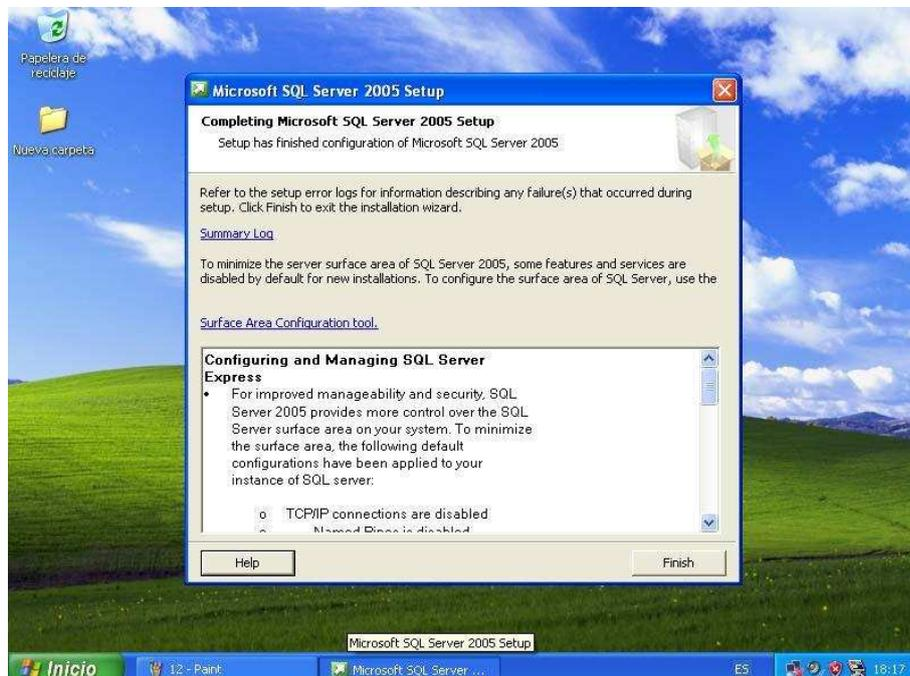 Papelera de
reciclaje
Nueva carpeta
Microsoft SQL Server 2005 Setup
Completing Microsoft SQL Server 2005 Setup
Setup has finished configuration of Microsoft SQL Server 2005
Refer to the setup error logs for information describing any failure(s) that occurred during
setup. Click Finish to exit the installation wizard.
Summary Log
To minimize the server surface area of SQL Server 2005, some features and services are
disabled by default for new installations. To configure the surface area of SQL Server, use the
Surface Area Configuration tool.
Configuring and Managing SQL Server
Express
• For improved manageability and security, SQL
Server 2005 provides more control over the SQL
Server surface area on your system. To minimize
the surface area, the following default
configurations have been applied to your
instance of SQL server:
o TCP/IP connections are disabled
o Named Pipes is disabled
Help
Finish
Microsoft SQL Server 2005 Setup
Inicio
12 - Paint
Microsoft SQL Server ...
ES
18:17